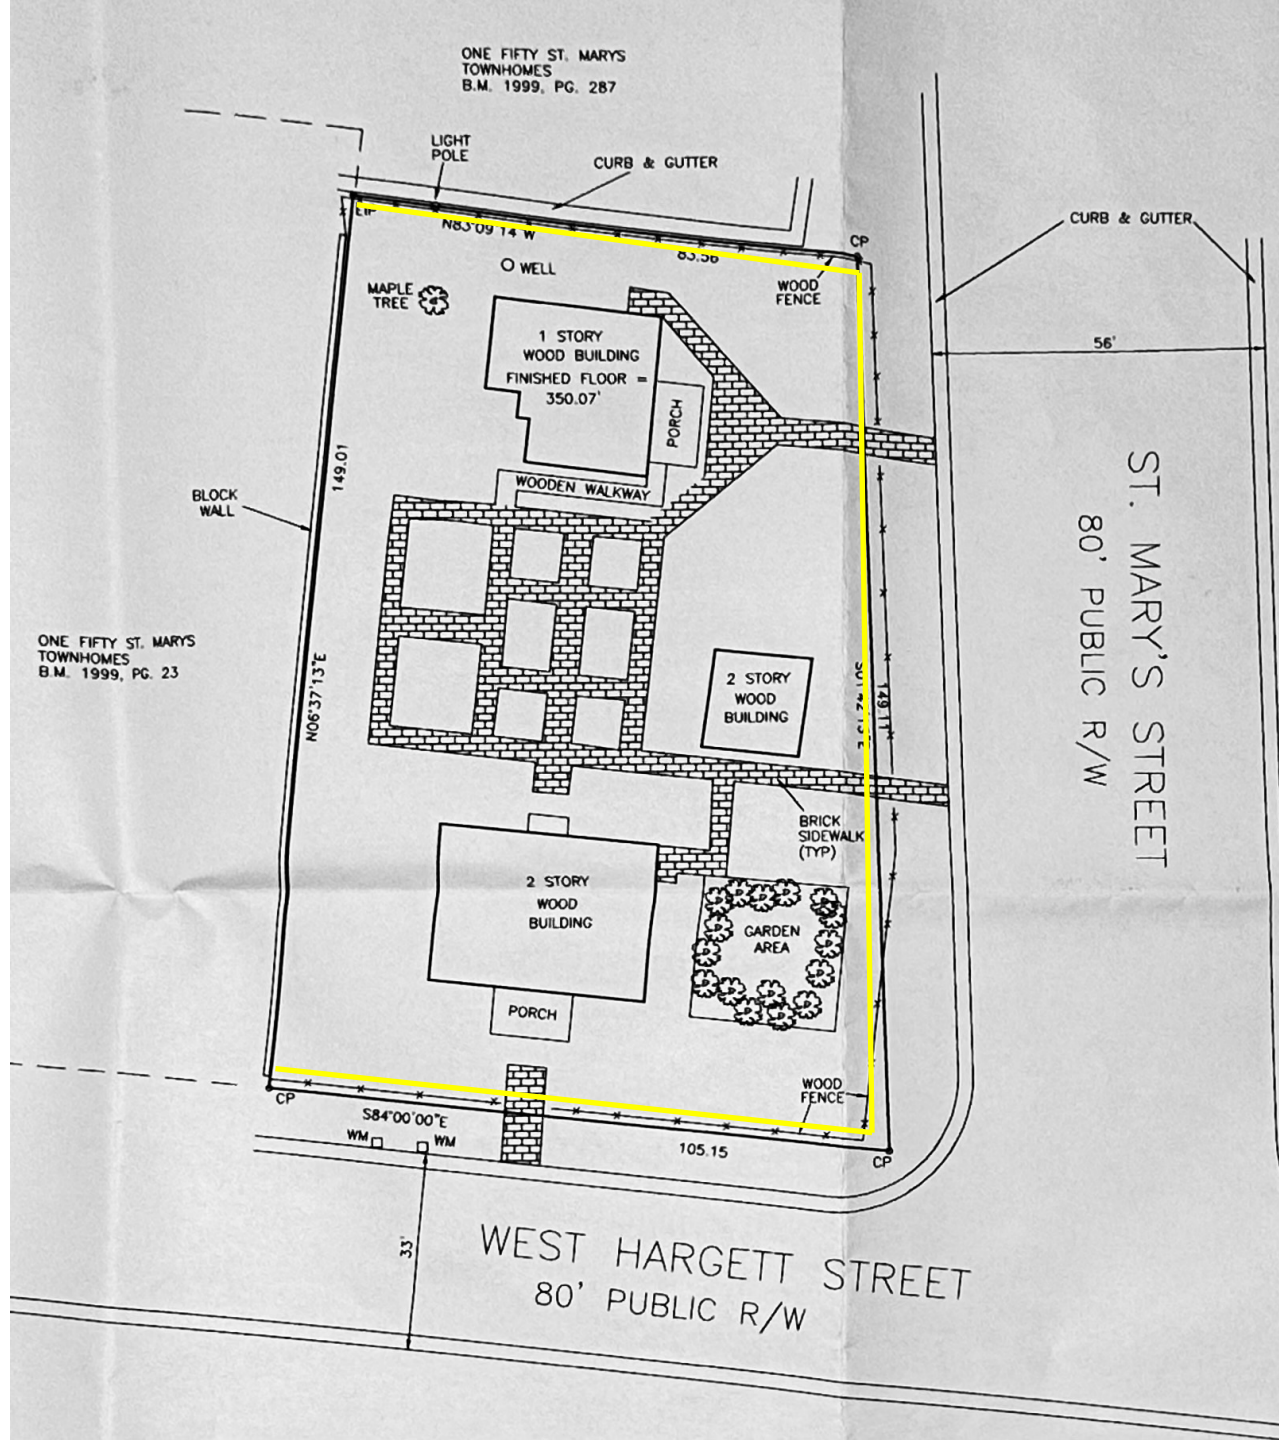 ONE FIFTY ST. MARYS
TOWNHOMES
B.M. 1999, PG. 287
LIGHT
POLE
CURB & GUTTER
CURB & GUTTER
EIP
N83°09'14"W
83.56
CP
WELL
MAPLE
TREE
WOOD
FENCE
1 STORY
WOOD BUILDING
FINISHED FLOOR =
350.07'
PORCH
56'
149.01
BLOCK
WALL
WOODEN WALKWAY
ST. MARY'S STREET
80' PUBLIC R/W
ONE FIFTY ST. MARYS
TOWNHOMES
B.M. 1999, PG. 23
N06°37'13"E
2 STORY
WOOD
BUILDING
149.11
BRICK
SIDEWALK
(TYP)
2 STORY
WOOD
BUILDING
GARDEN
AREA
PORCH
WOOD
FENCE
CP
S84°00'00"E
105.15
CP
WM
WM
33'
WEST HARGETT STREET
80' PUBLIC R/W